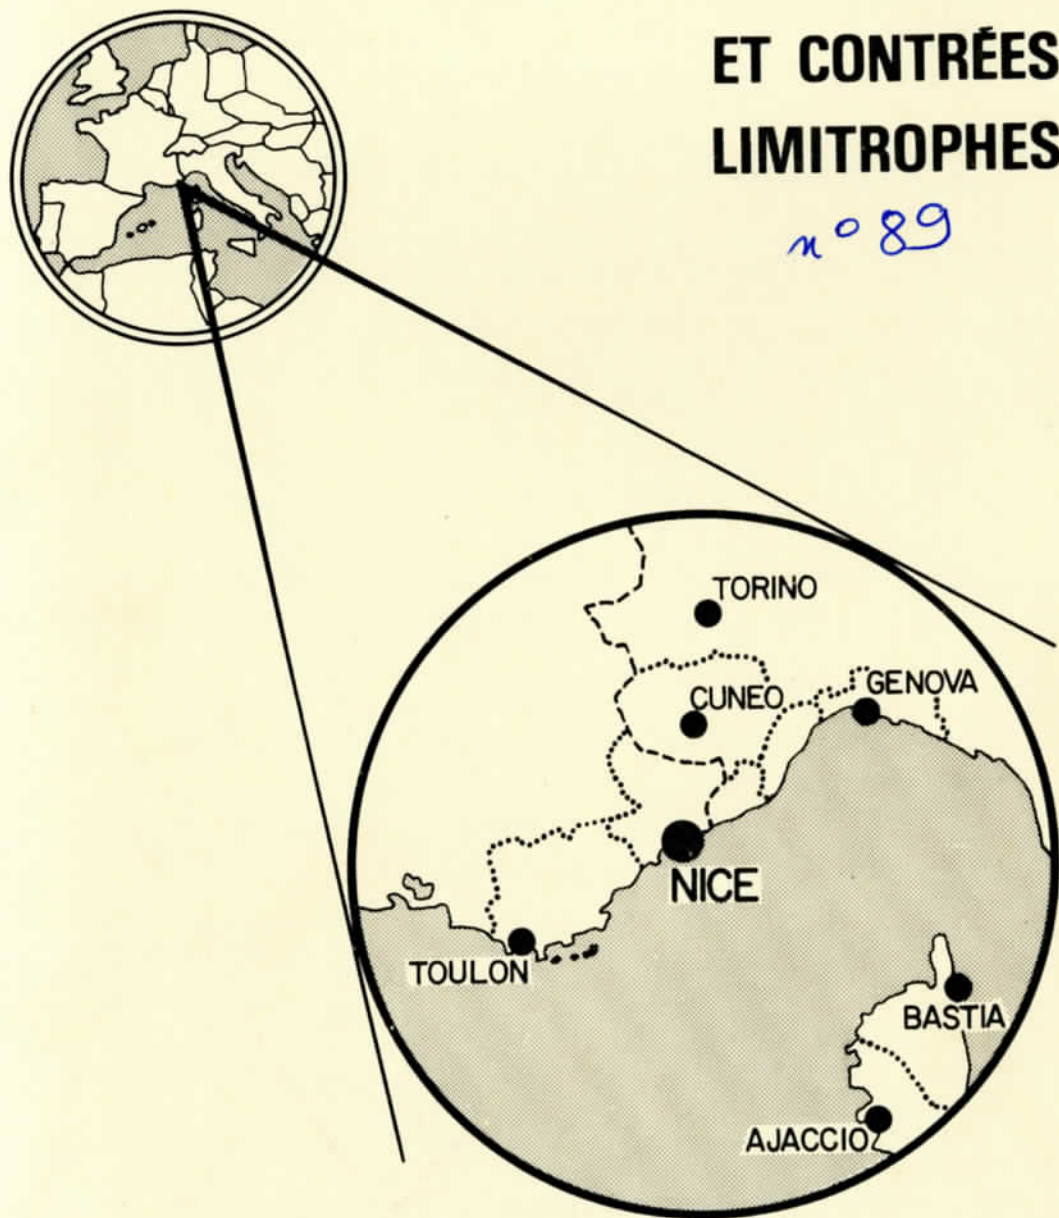 ET CONTRÉES
LIMITROPHES
n° 89
TORINO
CUNEO
GENOVA
NICE
TOULON
BASTIA
AJACCIO